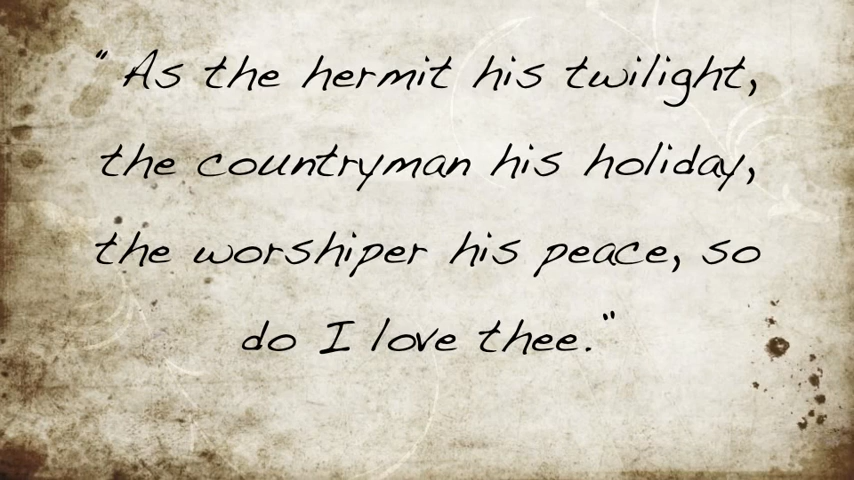 " As the hermit his twilight,
the countryman his holiday,
the worshiper his peace, so
do I love thee."